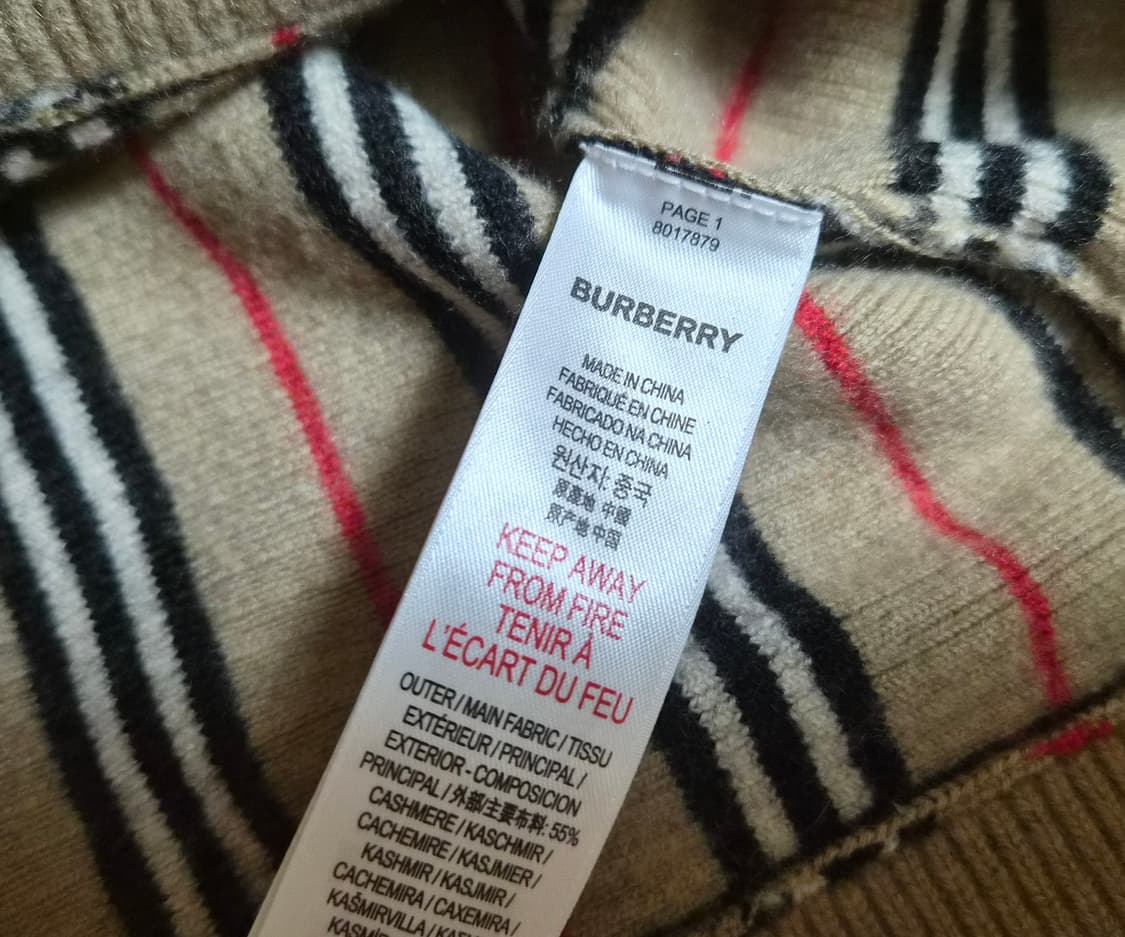 PAGE 1
8017879
BURBERRY
MADE IN CHINA
FABRIQUÉ EN CHINE
FABRICADO NA CHINA
HECHO EN CHINA
원산지: 중국
原產地 中國
原产地 中国
KEEP AWAY
FROM FIRE
TENIR À
L'ÉCART DU FEU
OUTER / MAIN FABRIC / TISSU
EXTÉRIEUR / PRINCIPAL /
EXTERIOR - COMPOSICION
PRINCIPAL / 外部/主要布料: 55%
CASHMERE / KASCHMIR /
CACHEMIRE / KASJMIER /
KASHMIR / KASJMIR /
CACHEMIRA / CAXEMIRA /
KAŠMIRVILLA /